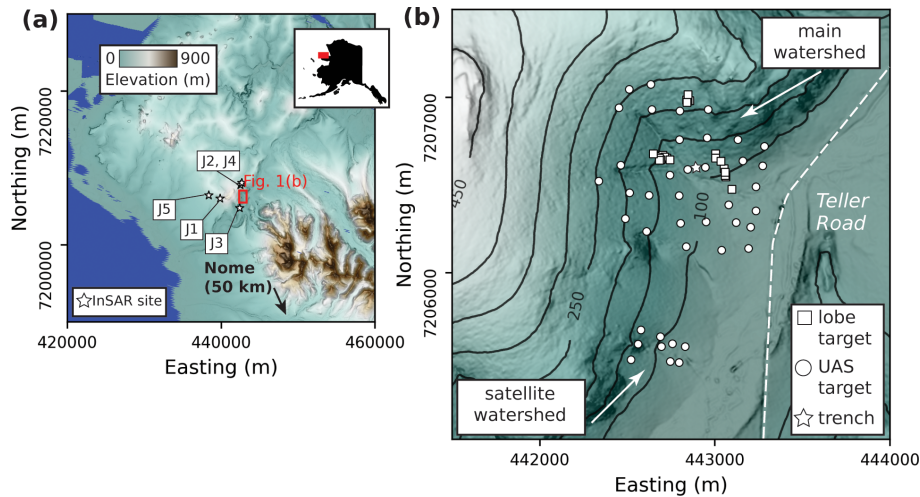 (a)
0
900
Elevation (m)
J2, J4
Fig. 1(b)
J5
J1
J3
Nome
(50 km)
InSAR site
7220000
7200000
Northing (m)
420000
440000
460000
Easting (m)
(b)
main
watershed
450
100
250
Teller
Road
satellite
watershed
lobe
target
UAS
target
trench
7207000
7206000
Northing (m)
442000
443000
444000
Easting (m)